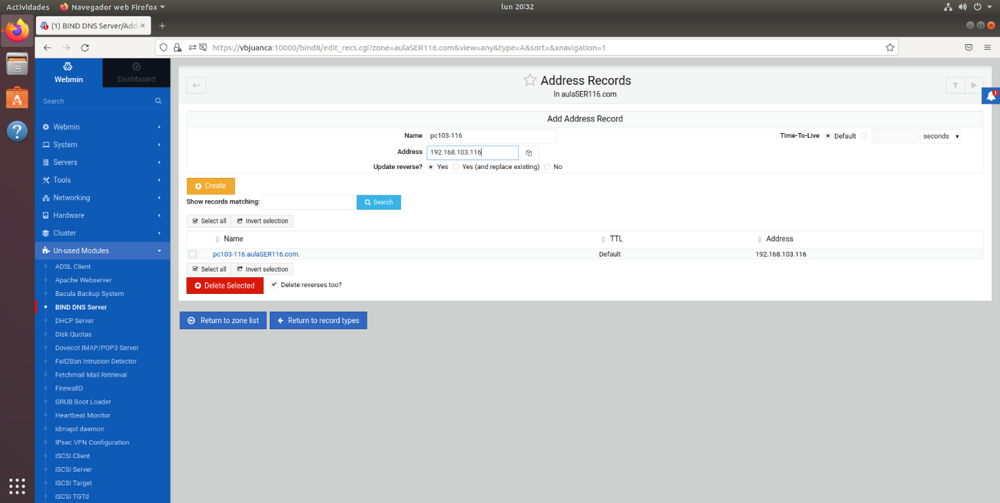 Actividades Navegador web Firefox lun 20:32
(1) BIND DNS Server/Add
https://vbjuanca:10000/bind8/edit_recs.cgi?zone=aulaSER116.com&view=any&type=A&sort=&xnavigation=1
Webmin Dashboard
Search
Webmin
System
Servers
Tools
Networking
Hardware
Cluster
Un-used Modules
ADSL Client
Apache Webserver
Bacula Backup System
BIND DNS Server
DHCP Server
Disk Quotas
Dovecot IMAP/POP3 Server
Fail2Ban Intrusion Detector
Fetchmail Mail Retrieval
FirewallD
GRUB Boot Loader
Heartbeat Monitor
idmapd daemon
IPsec VPN Configuration
iSCSI Client
iSCSI Server
iSCSI Target
iSCSI TGTd
Address Records
In aulaSER116.com
1
Add Address Record
Name pc103-116 Time-To-Live Default seconds
Address 192.168.103.116
Update reverse? Yes Yes (and replace existing) No
Create
Show records matching: Search
Select all Invert selection
Name TTL Address
pc103-116.aulaSER116.com. Default 192.168.103.116
Select all Invert selection
Delete Selected Delete reverses too?
Return to zone list Return to record types